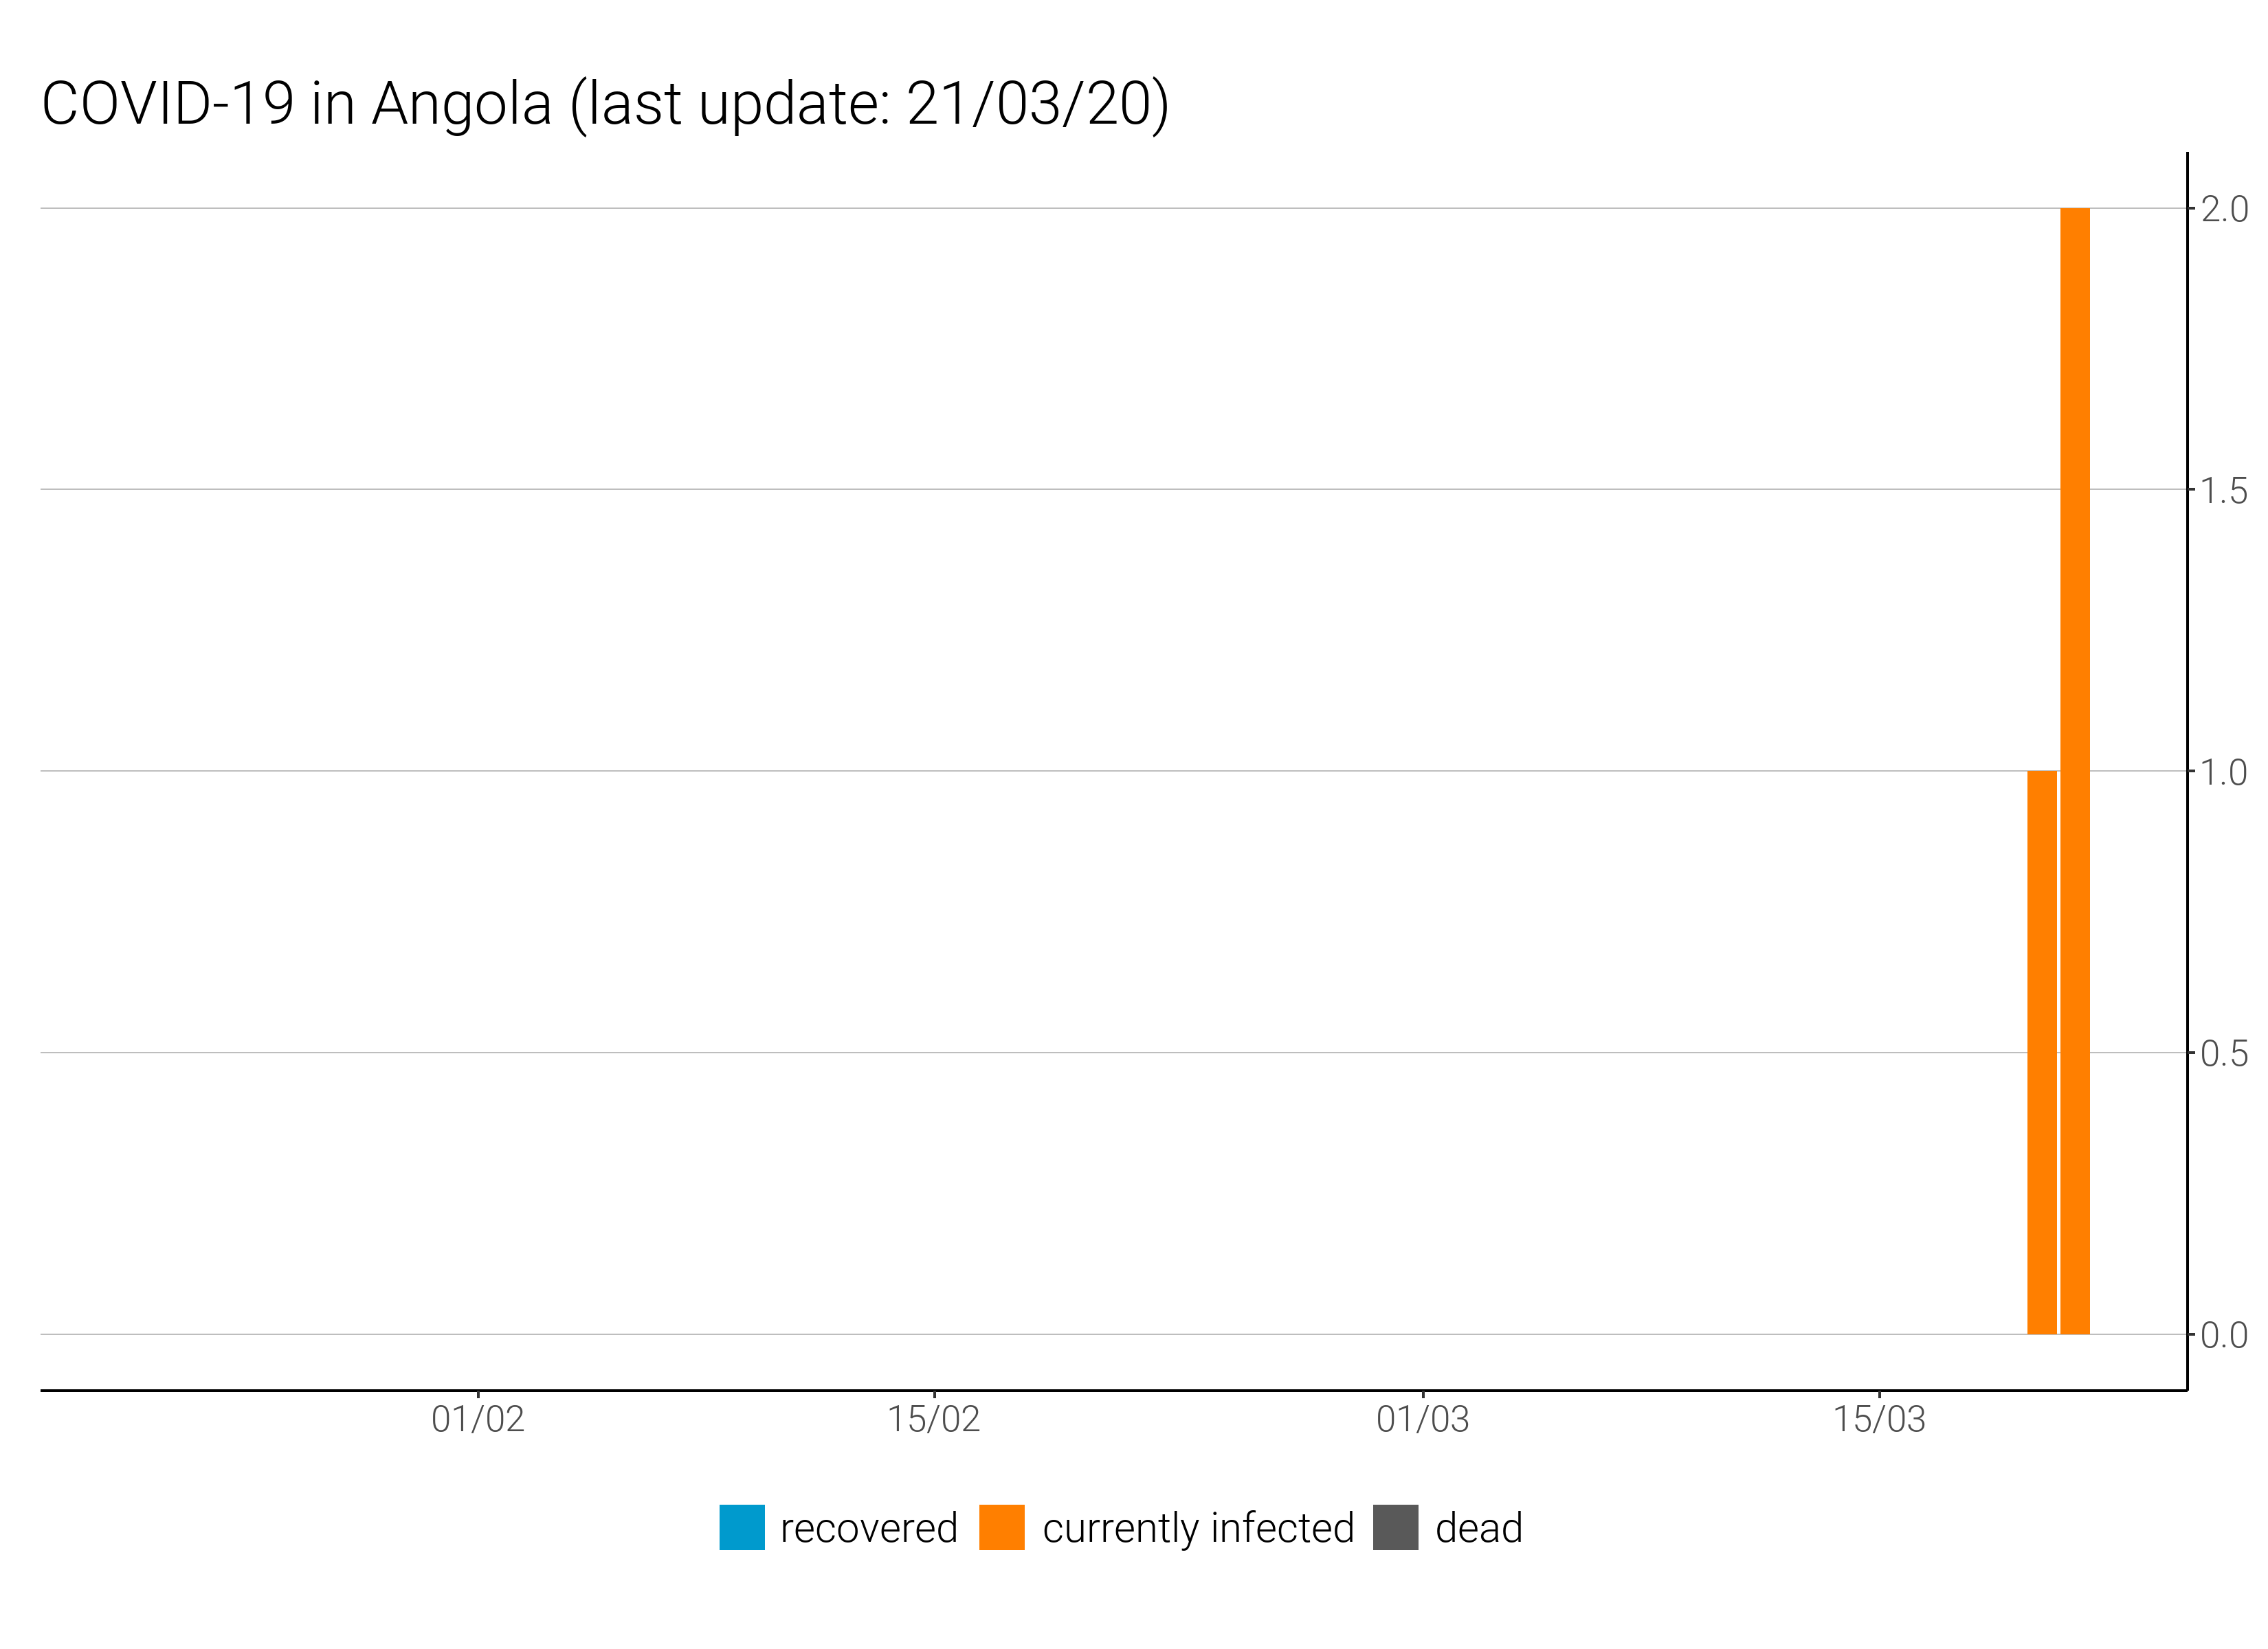 COVID-19 in Angola (last update: 21/03/20)
2.0
1.5
1.0
0.5
0.0
01/02 15/02 01/03 15/03
recovered currently infected dead